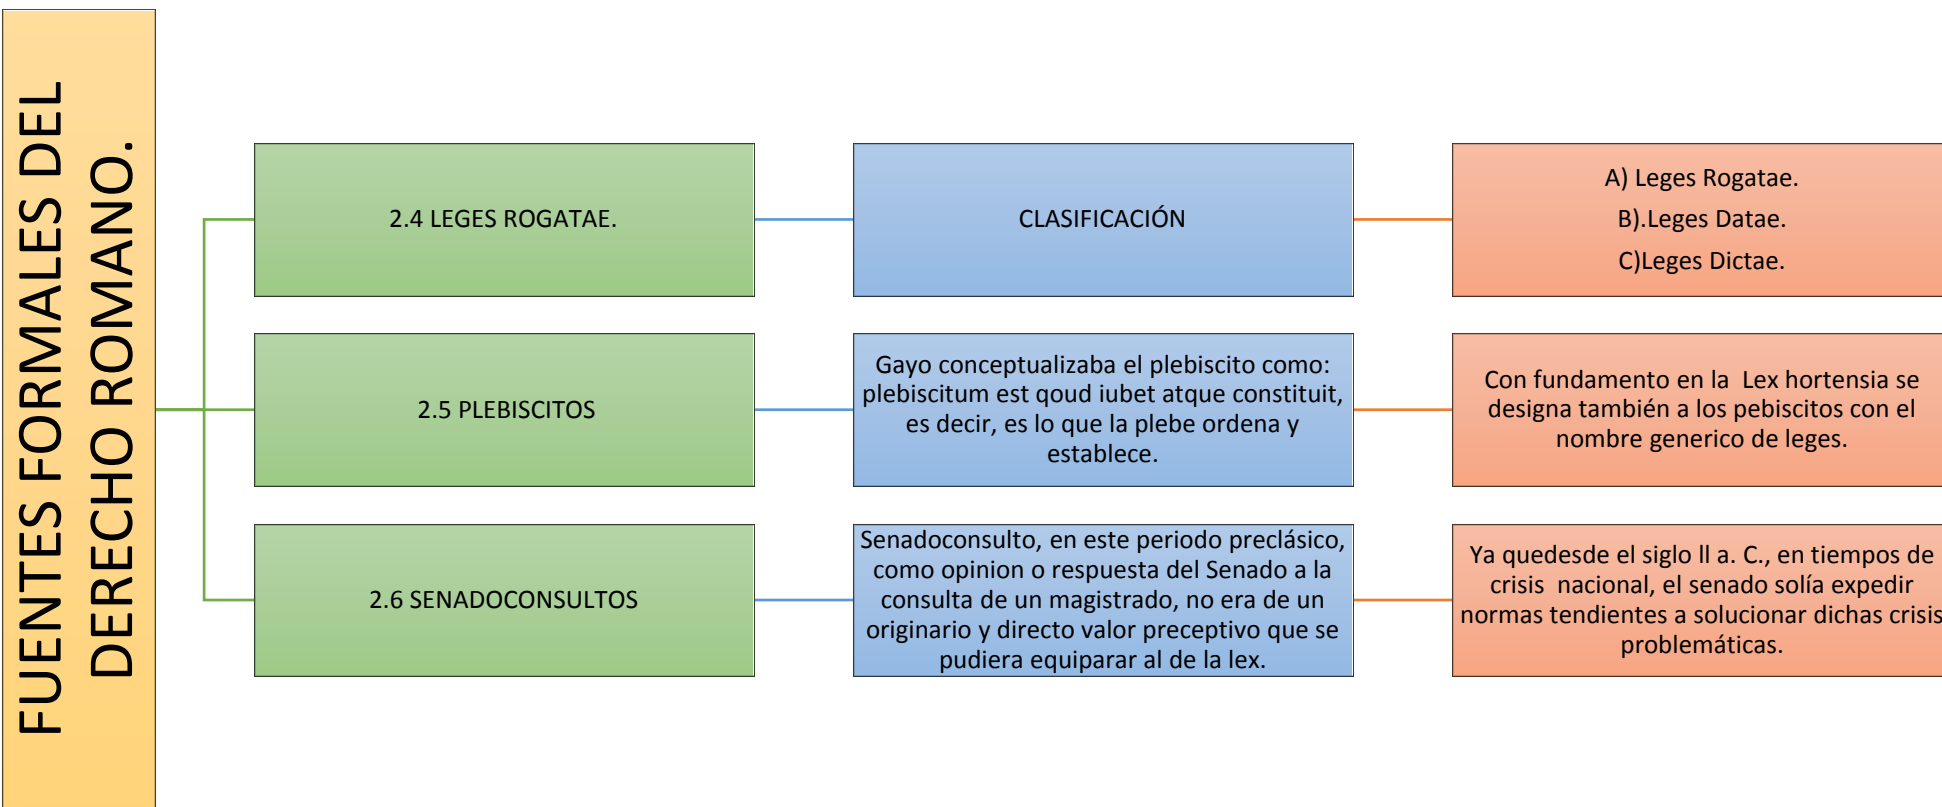 FUENTES FORMALES DEL
DERECHO ROMANO.
2.4 LEGES ROGATAE.
CLASIFICACIÓN
A) Leges Rogatae.
B).Leges Datae.
C)Leges Dictae.
2.5 PLEBISCITOS
Gayo conceptualizaba el plebiscito como:
plebiscitum est qoud iubet atque constituit,
es decir, es lo que la plebe ordena y
establece.
Con fundamento en la Lex hortensia se
designa también a los pebiscitos con el
nombre generico de leges.
2.6 SENADOCONSULTOS
Senadoconsulto, en este periodo preclásico,
como opinion o respuesta del Senado a la
consulta de un magistrado, no era de un
originario y directo valor preceptivo que se
pudiera equiparar al de la lex.
Ya quedesde el siglo ll a. C., en tiempos de
crisis nacional, el senado solía expedir
normas tendientes a solucionar dichas crisis
problemáticas.